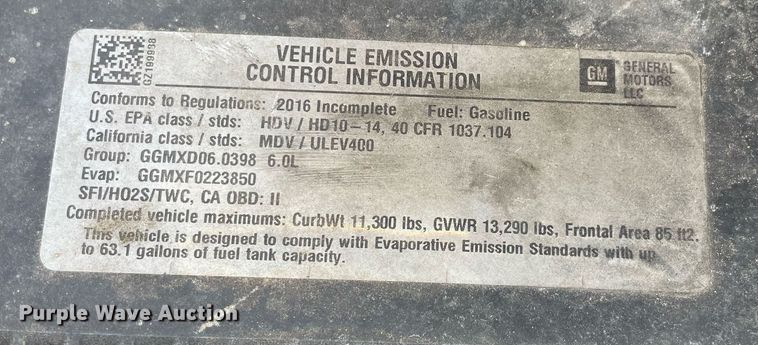 VEHICLE EMISSION
CONTROL INFORMATION
GM GENERAL MOTORS LLC
GZ199938
Conforms to Regulations: 2016 Incomplete Fuel: Gasoline
U.S. EPA class / stds: HDV / HD10-14, 40 CFR 1037.104
California class / stds: MDV / ULEV400
Group: GGMXD06.0398 6.0L
Evap: GGMXF0223850
SFI/HO2S/TWC, CA OBD: II
Completed vehicle maximums: CurbWt 11,300 lbs, GVWR 13,290 lbs, Frontal Area 85 ft2.
This vehicle is designed to comply with Evaporative Emission Standards with up
to 63.1 gallons of fuel tank capacity.
Purple Wave Auction